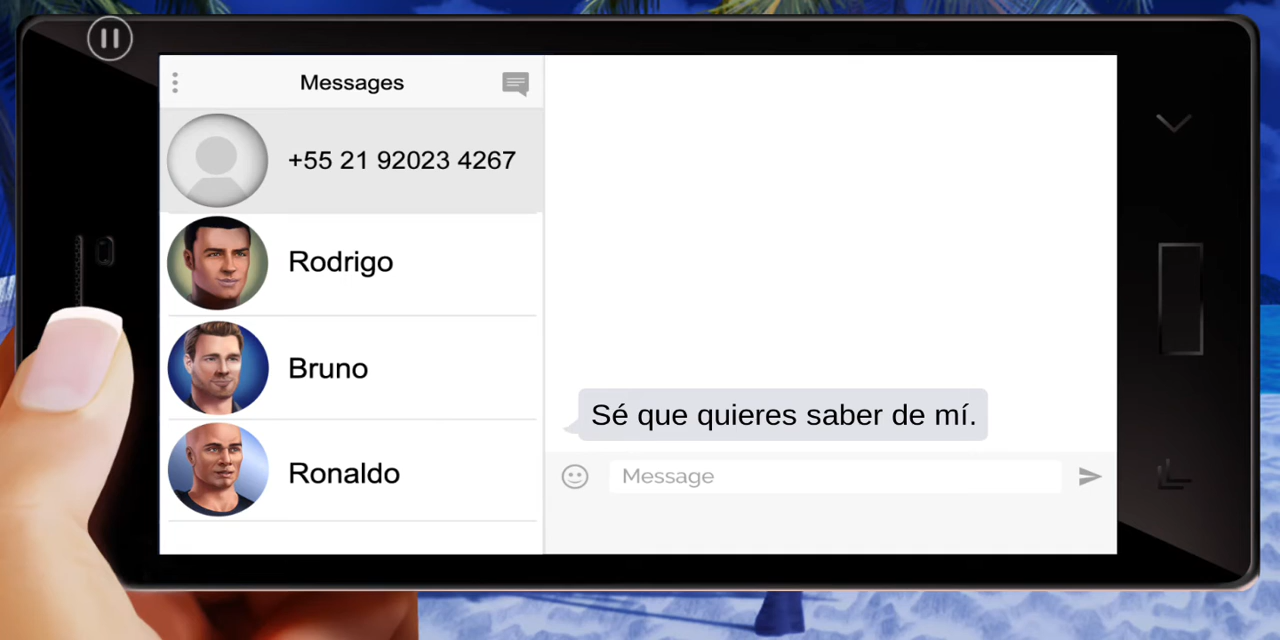 Messages
+55 21 92023 4267
Rodrigo
Bruno
Ronaldo
Sé que quieres saber de mí.
Message